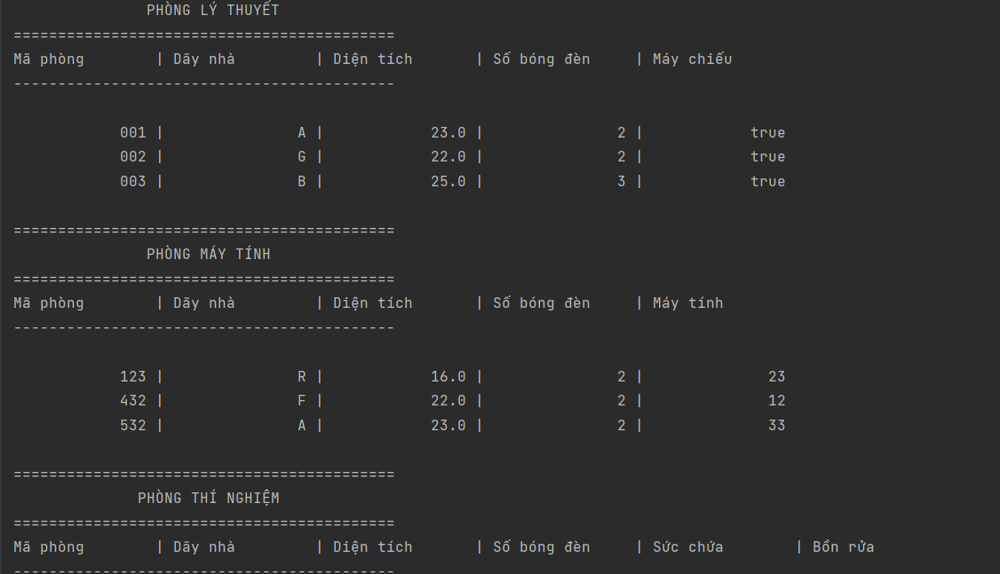 PHÒNG LÝ THUYẾT
===========================================
Mã phòng        | Dãy nhà         | Diện tích       | Số bóng đèn     | Máy chiếu
-------------------------------------------
            001 |               A |            23.0 |               2 |            true
            002 |               G |            22.0 |               2 |            true
            003 |               B |            25.0 |               3 |            true
===========================================
PHÒNG MÁY TÍNH
===========================================
Mã phòng        | Dãy nhà         | Diện tích       | Số bóng đèn     | Máy tính
-------------------------------------------
            123 |               R |            16.0 |               2 |              23
            432 |               F |            22.0 |               2 |              12
            532 |               A |            23.0 |               2 |              33
===========================================
PHÒNG THÍ NGHIỆM
===========================================
Mã phòng        | Dãy nhà         | Diện tích       | Số bóng đèn     | Sức chứa        | Bồn rửa
-------------------------------------------